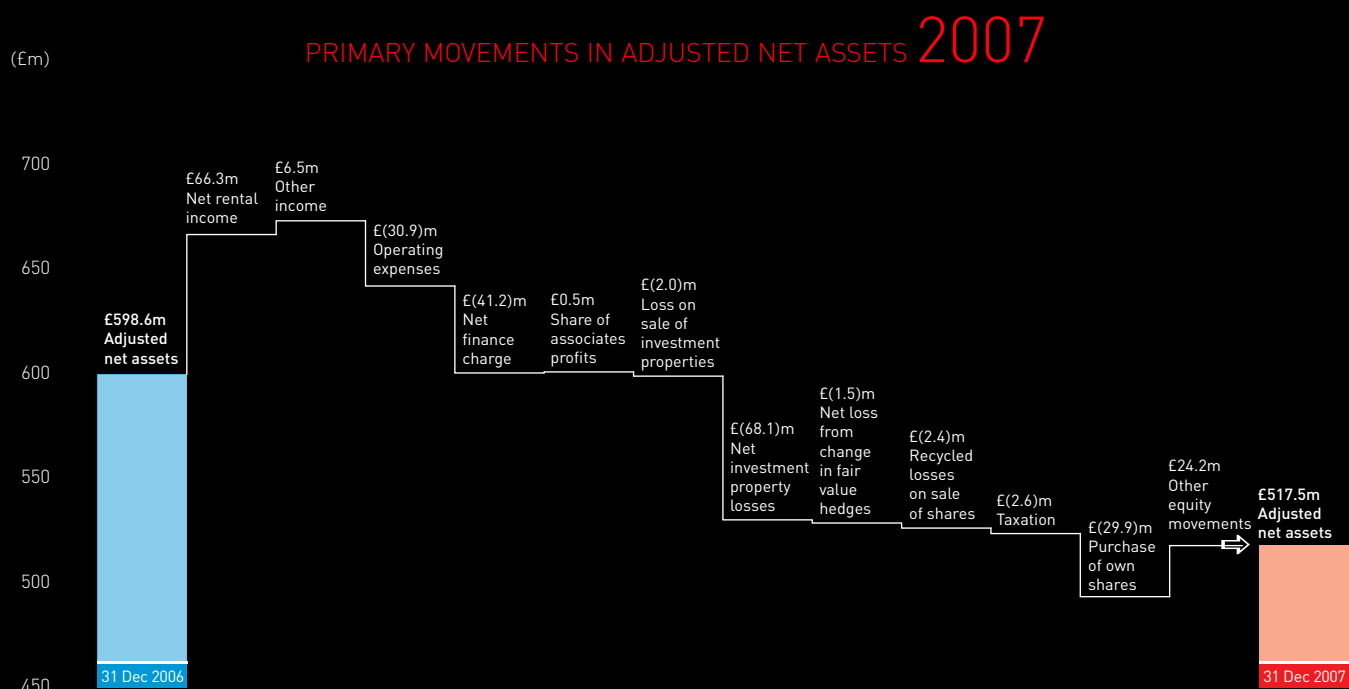 PRIMARY MOVEMENTS IN ADJUSTED NET ASSETS 2007
(£m)
700
650
600
550
500
450
£598.6m
Adjusted
net assets
£66.3m
Net rental
income
£6.5m
Other
income
£(30.9)m
Operating
expenses
£(41.2)m
Net
finance
charge
£0.5m
Share of
associates
profits
£(2.0)m
Loss on
sale of
investment
properties
£(68.1)m
Net
investment
property
losses
£(1.5)m
Net loss
from
change
in fair
value
hedges
£(2.4)m
Recycled
losses
on sale
of shares
£(2.6)m
Taxation
£(29.9)m
Purchase
of own
shares
£24.2m
Other
equity
movements
£517.5m
Adjusted
net assets
31 Dec 2006
31 Dec 2007